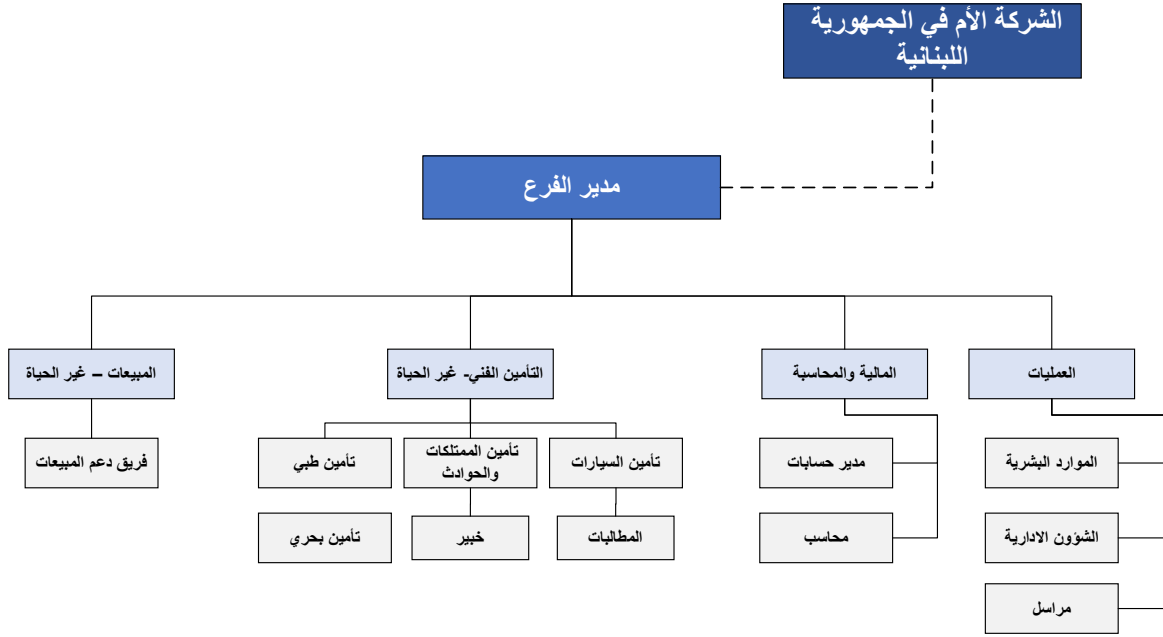 الشركة الأم في الجمهورية
اللبنانية
مدير الفرع
العمليات
المالية والمحاسبة
التأمين الفني- غير الحياة
المبيعات – غير الحياة
الموارد البشرية
مدير حسابات
تأمين السيارات
تأمين الممتلكات
والحوادث
تأمين طبي
فريق دعم المبيعات
الشؤون الادارية
محاسب
المطالبات
خبير
تأمين بحري
مراسل